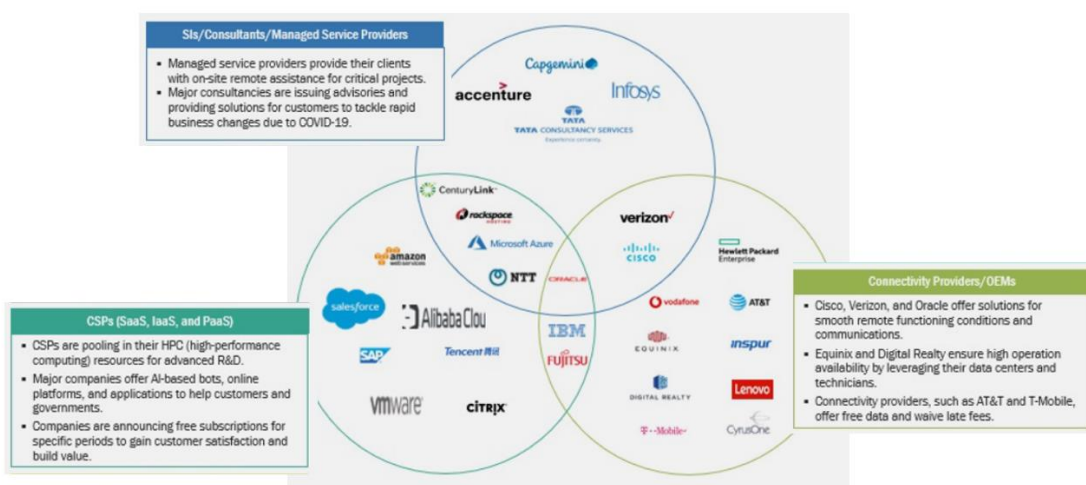 SIs/Consultants/Managed Service Providers
▪ Managed service providers provide their clients
with on-site remote assistance for critical projects.
▪ Major consultancies are issuing advisories and
providing solutions for customers to tackle rapid
business changes due to COVID-19.
Capgemini
accenture
Infosys
TATA
TATA CONSULTANCY SERVICES
Experience certainty.
CenturyLink
rackspace
HOSTING
Microsoft Azure
NTT
ORACLE
verizon
CISCO
Hewlett Packard
Enterprise
amazon
webservices
salesforce
Alibaba Clou
SAP
Tencent 腾讯
vmware
CITRIX
IBM
FUJITSU
vodafone
AT&T
EQUINIX
inspur
DIGITAL REALTY
Lenovo
T··Mobile
CyrusOne
CSPs (SaaS, IaaS, and PaaS)
▪ CSPs are pooling in their HPC (high-performance
computing) resources for advanced R&D.
▪ Major companies offer AI-based bots, online
platforms, and applications to help customers and
governments.
▪ Companies are announcing free subscriptions for
specific periods to gain customer satisfaction and
build value.
Connectivity Providers/OEMs
▪ Cisco, Verizon, and Oracle offer solutions for
smooth remote functioning conditions and
communications.
▪ Equinix and Digital Realty ensure high operation
availability by leveraging their data centers and
technicians.
▪ Connectivity providers, such as AT&T and T-Mobile,
offer free data and waive late fees.